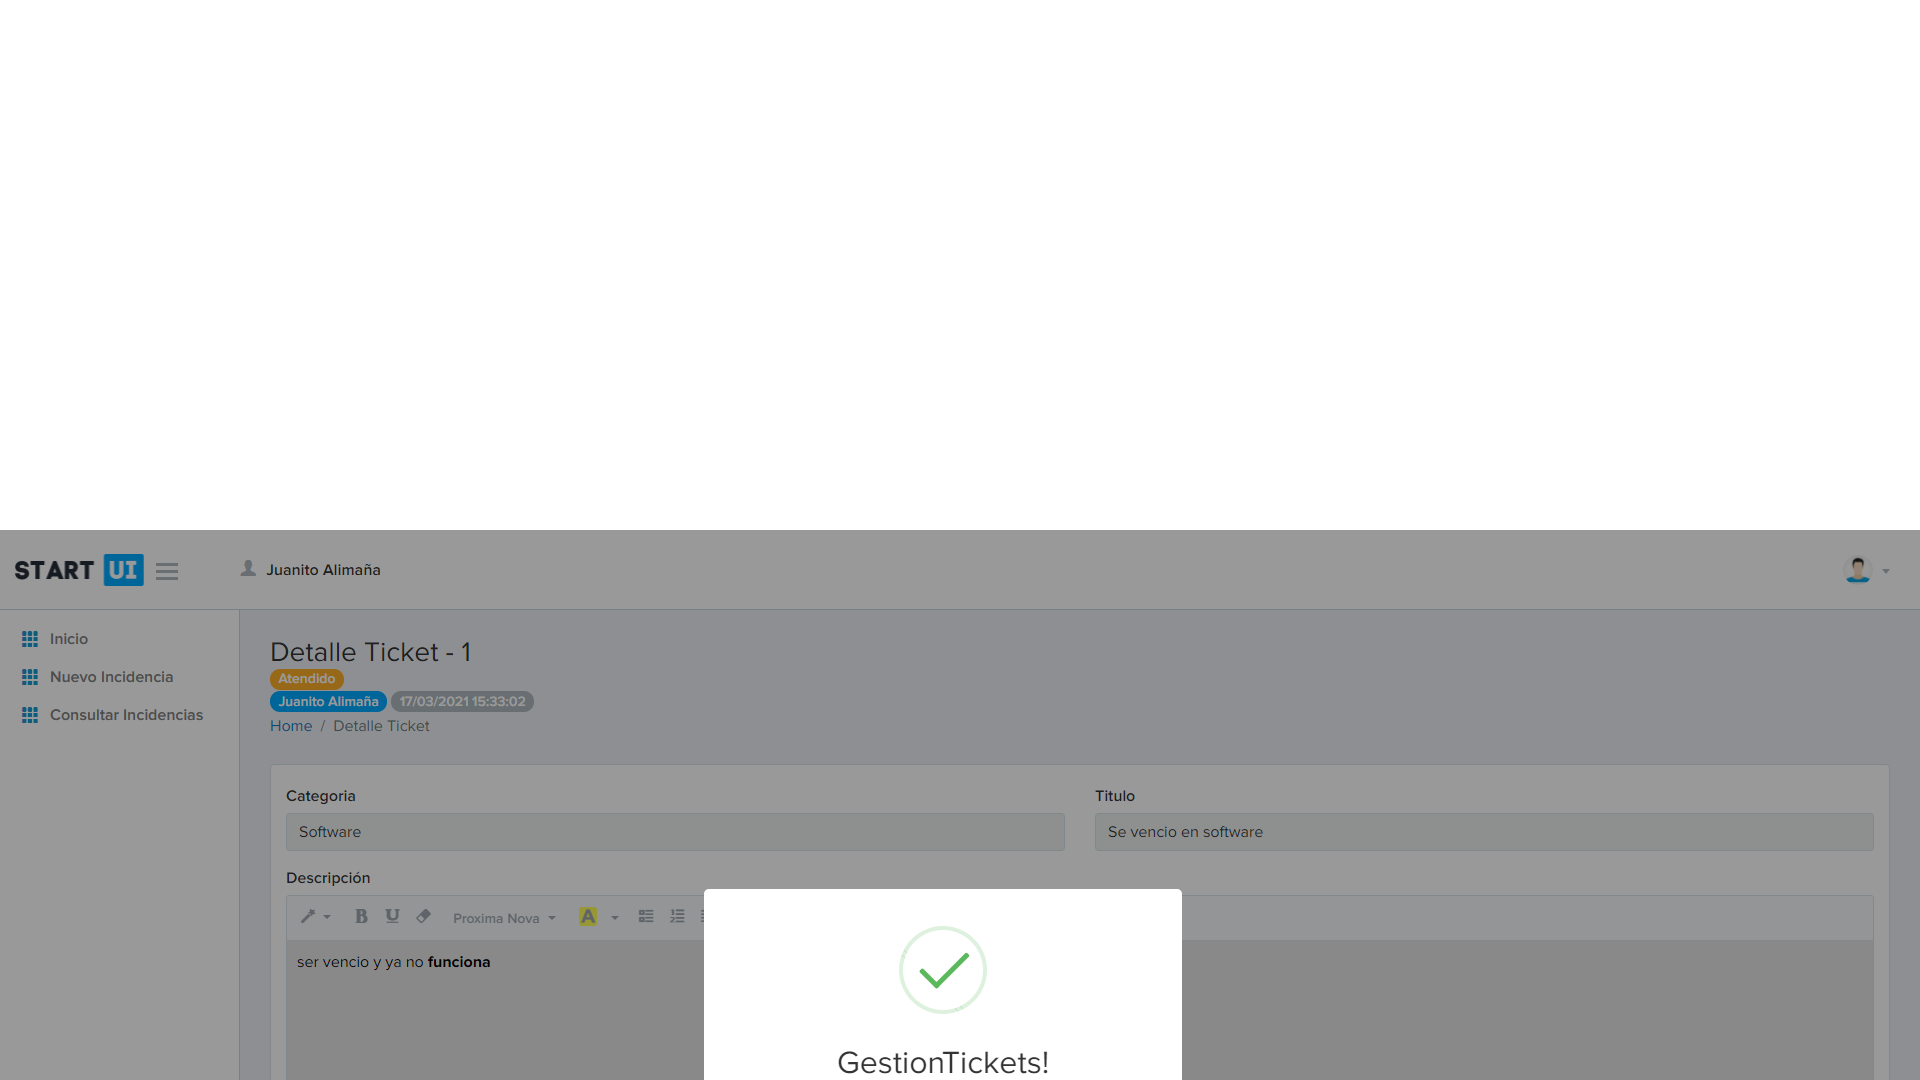 START UI
Juanito Alimaña
Inicio
Nuevo Incidencia
Consultar Incidencias
Detalle Ticket - 1
Atendido
Juanito Alimaña 17/03/2021 15:33:02
Home / Detalle Ticket
Categoria
Software
Titulo
Se vencio en software
Descripción
B U Proxima Nova A
ser vencio y ya no funciona
GestionTickets!